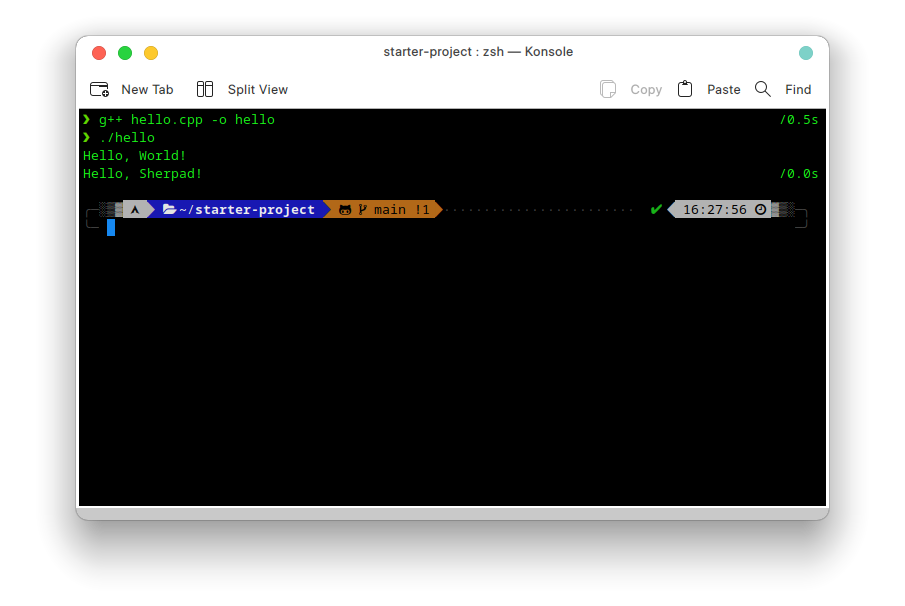 starter-project : zsh — Konsole
New Tab Split View Copy Paste Find
❯ g++ hello.cpp -o hello /0.5s
❯ ./hello
Hello, World!
Hello, Sherpad! /0.0s
~/starter-project main !1 ✔ 16:27:56